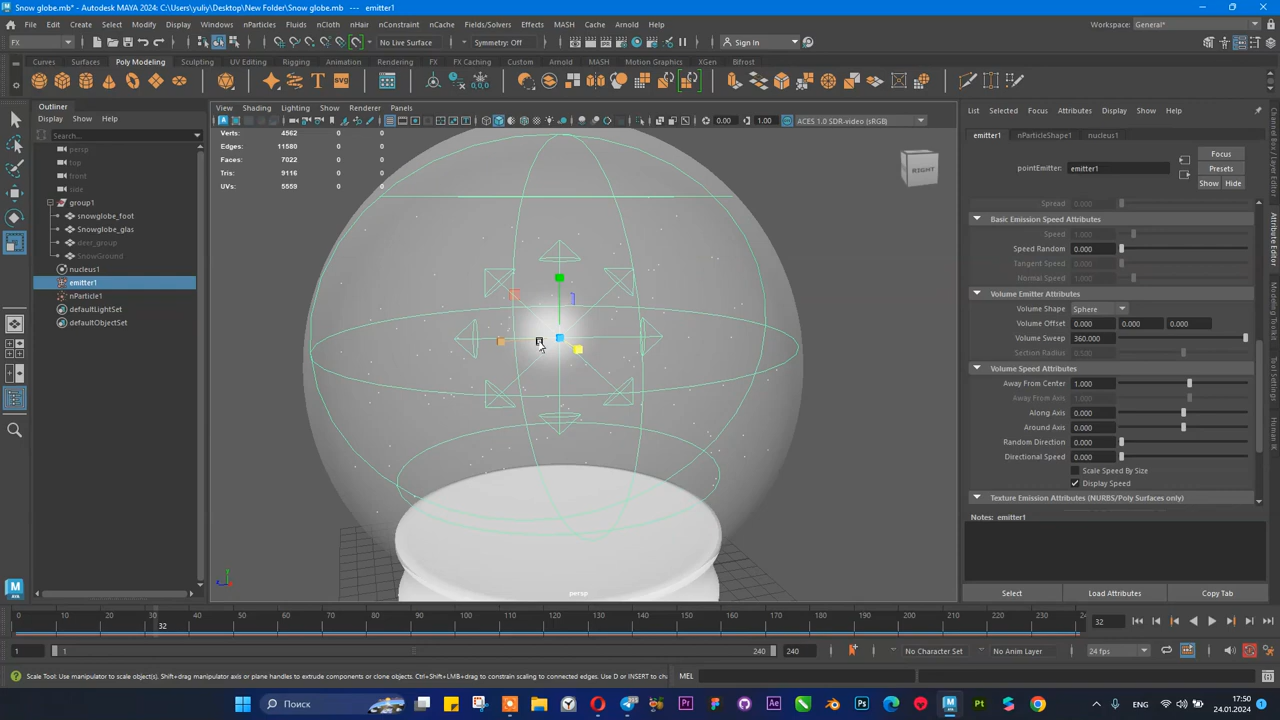 Snow globe.mb* - Autodesk MAYA 2024: C:\users\yuliy\Desktop\New Folder\Snow globe.mb* --- emitter1
File Edit Create Select Modify Display Windows nParticles Fluids nCloth nHair nConstraint nCache Fields/Solvers Effects MASH Cache Arnold Help
Workspace: General*
FX
No Live Surface
Symmetry: Off
Sign In
Curves Surfaces Poly Modeling Sculpting UV Editing Rigging Animation Rendering FX FX Caching Custom Arnold MASH Motion Graphics XGen Bifrost
Outliner
Display Show Help
Search...
persp
top
front
side
group1
snowglobe_foot
Snowglobe_glas
SnowGround
nucleus1
emitter1
nParticle1
defaultLightSet
defaultObjectSet
View Shading Lighting Show Renderer Panels
0.00 1.00 ACES 1.0 SDR-video (sRGB)
Verts: 4562 0 0
Edges: 11580 0 0
Faces: 7022 0 0
Tris: 9116 0 0
UVs: 5559 0 0
RIGHT
persp
List Selected Focus Attributes Display Show Help
emitter1 nParticleShape1 nucleus1
pointEmitter: emitter1
Focus
Presets
Show Hide
Spread 0.000
Basic Emission Speed Attributes
Speed 1.000
Speed Random 0.000
Tangent Speed 0.000
Normal Speed 1.000
Volume Emitter Attributes
Volume Shape Sphere
Volume Offset 0.000 0.000 0.000
Volume Sweep 360.000
Section Radius
Volume Speed Attributes
Away From Center 1.000
Away From Axis 1.000
Along Axis 0.000
Around Axis 0.000
Random Direction 0.000
Directional Speed 0.000
Scale Speed By Size
Display Speed
Texture Emission Attributes (NURBS/Poly Surfaces only)
Notes: emitter1
Select Load Attributes Copy Tab
Channel Box/Layer Editor
Attribute Editor
Modeling Toolkit
Tool Settings
Human IK
0 10 20 30 40 50 60 70 80 90 100 110 120 130 140 150 160 170 180 190 200 210 220 230 24
32
32
1 1 240 240
No Character Set
No Anim Layer
24 fps
Scale Tool: Use manipulator to scale object(s). Shift+drag manipulator axis or plane handles to extrude components or clone objects. Ctrl+Shift+LMB+drag to constrain scaling to connected edges. Use D or INSERT to ch
MEL
Поиск
ENG
17:50
24.01.2024